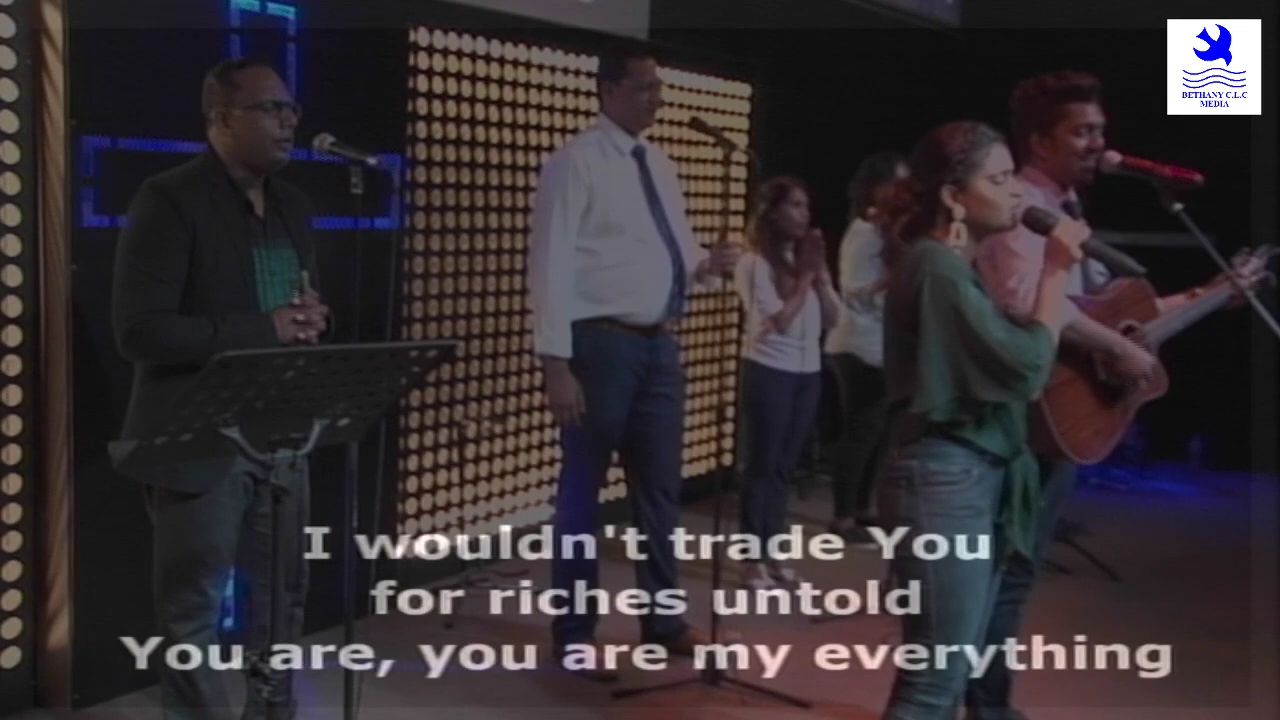 BETHANY C.L.C
MEDIA
I wouldn't trade You
for riches untold
You are, you are my everything